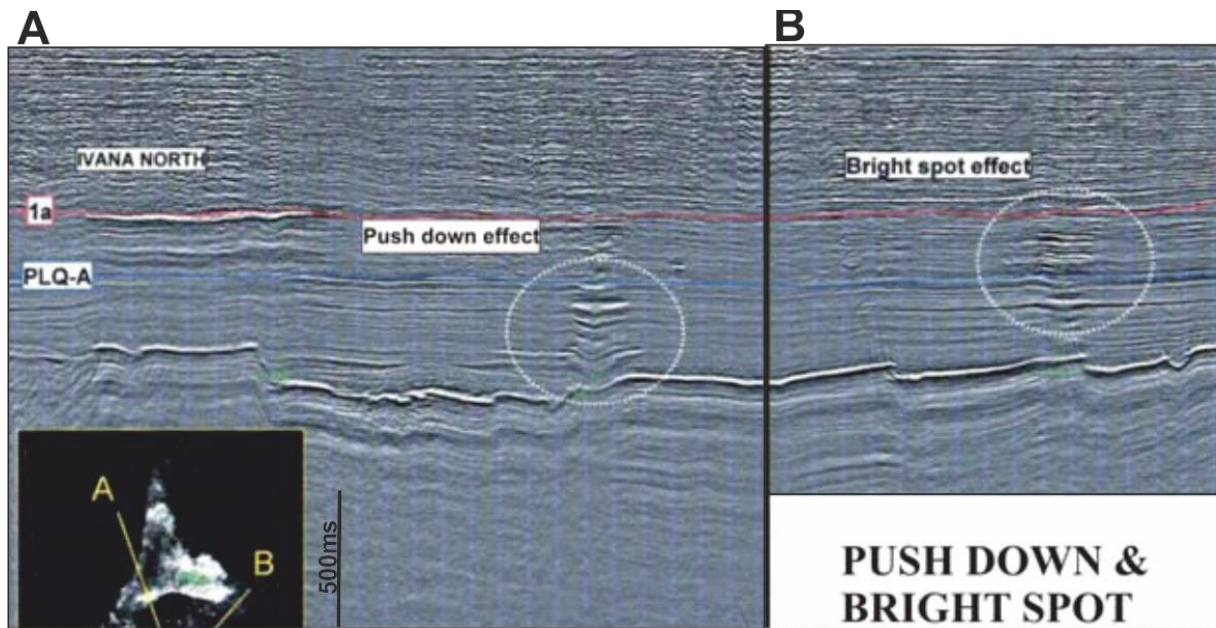 A
B
IVANA NORTH
Bright spot effect
1a
Push down effect
PLQ-A
A
B
500ms
PUSH DOWN &
BRIGHT SPOT